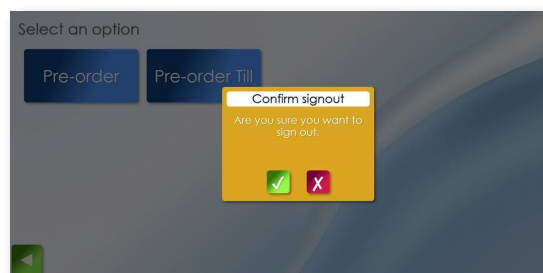 Select an option
Pre-order
Pre-order Till
Confirm signout
Are you sure you want to
sign out.
X